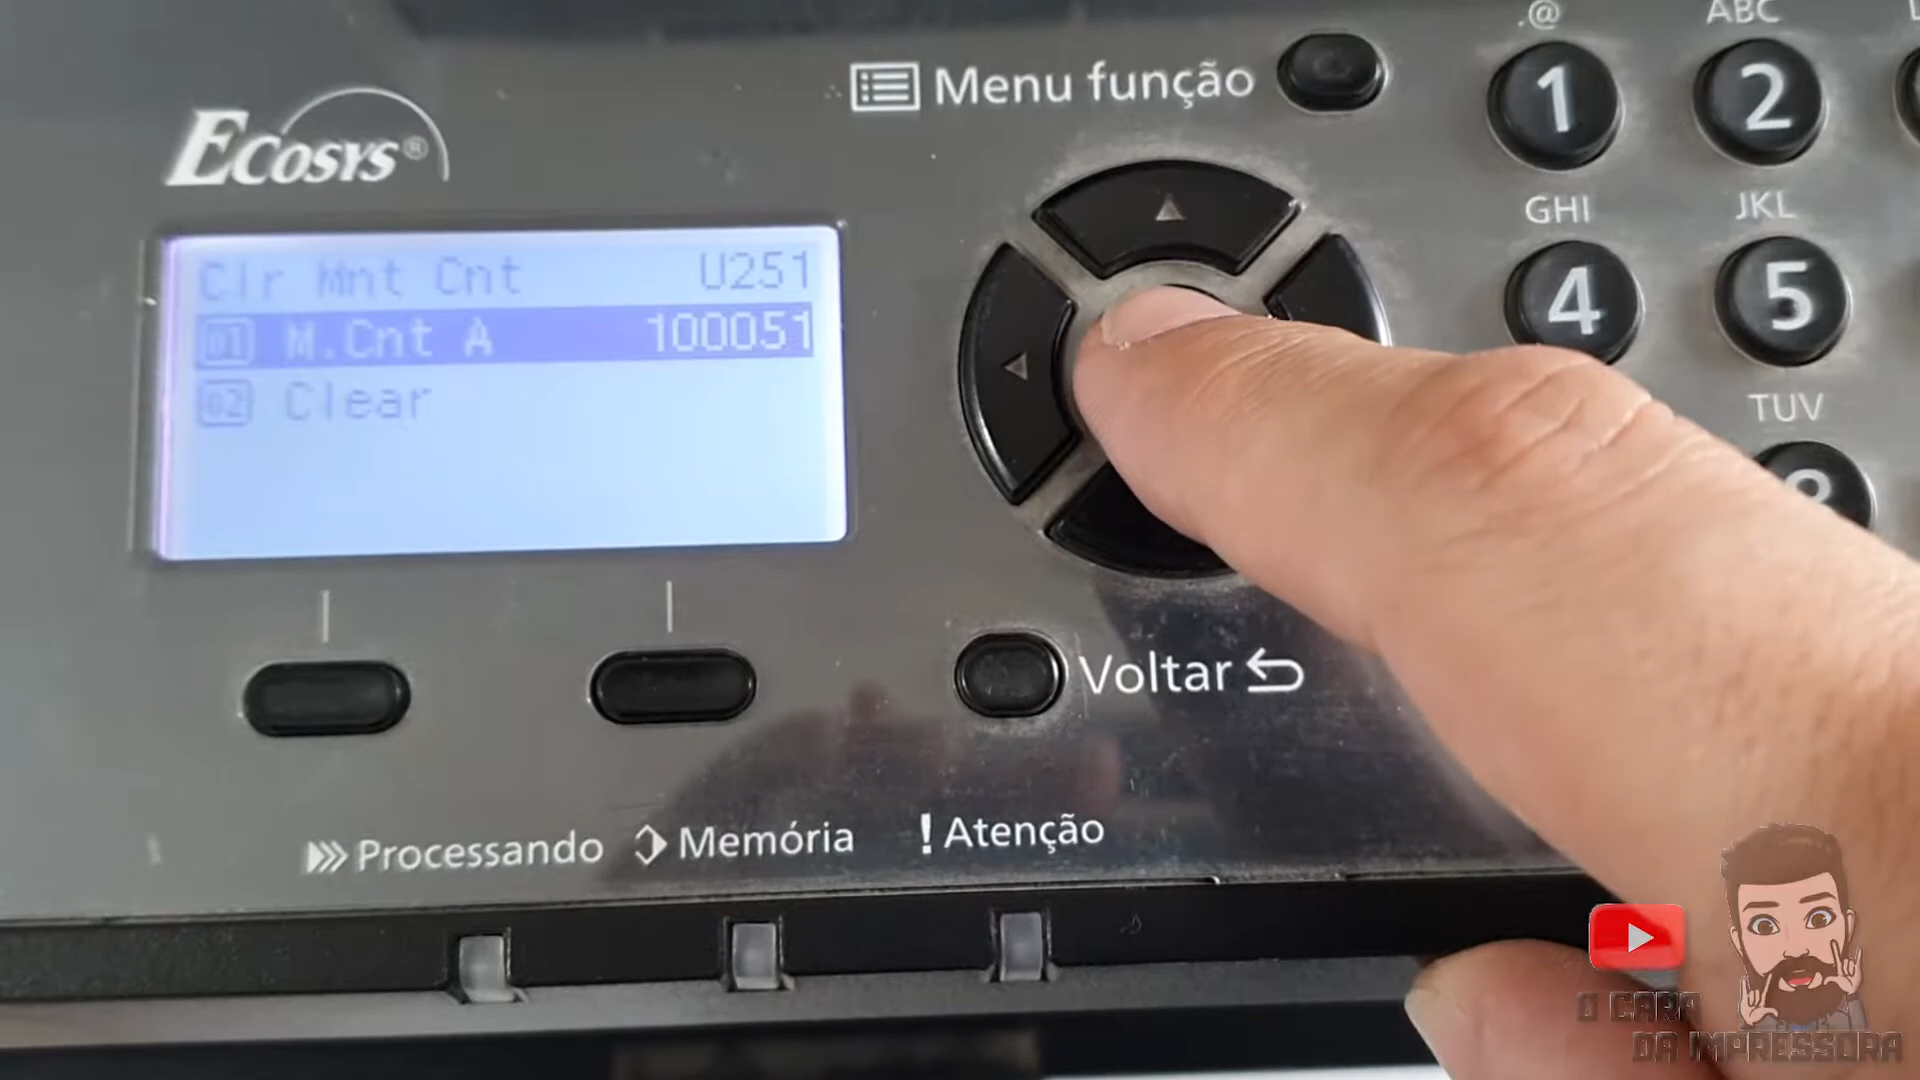 Menu função
.@
ABC
1
2
ECOSYS®
GHI
JKL
4
5
Clr Mnt Cnt U251
01 M.Cnt A 100051
02 Clear
TUV
8
Voltar
Processando
Memória
! Atenção
O CARA
DA IMPRESSORA